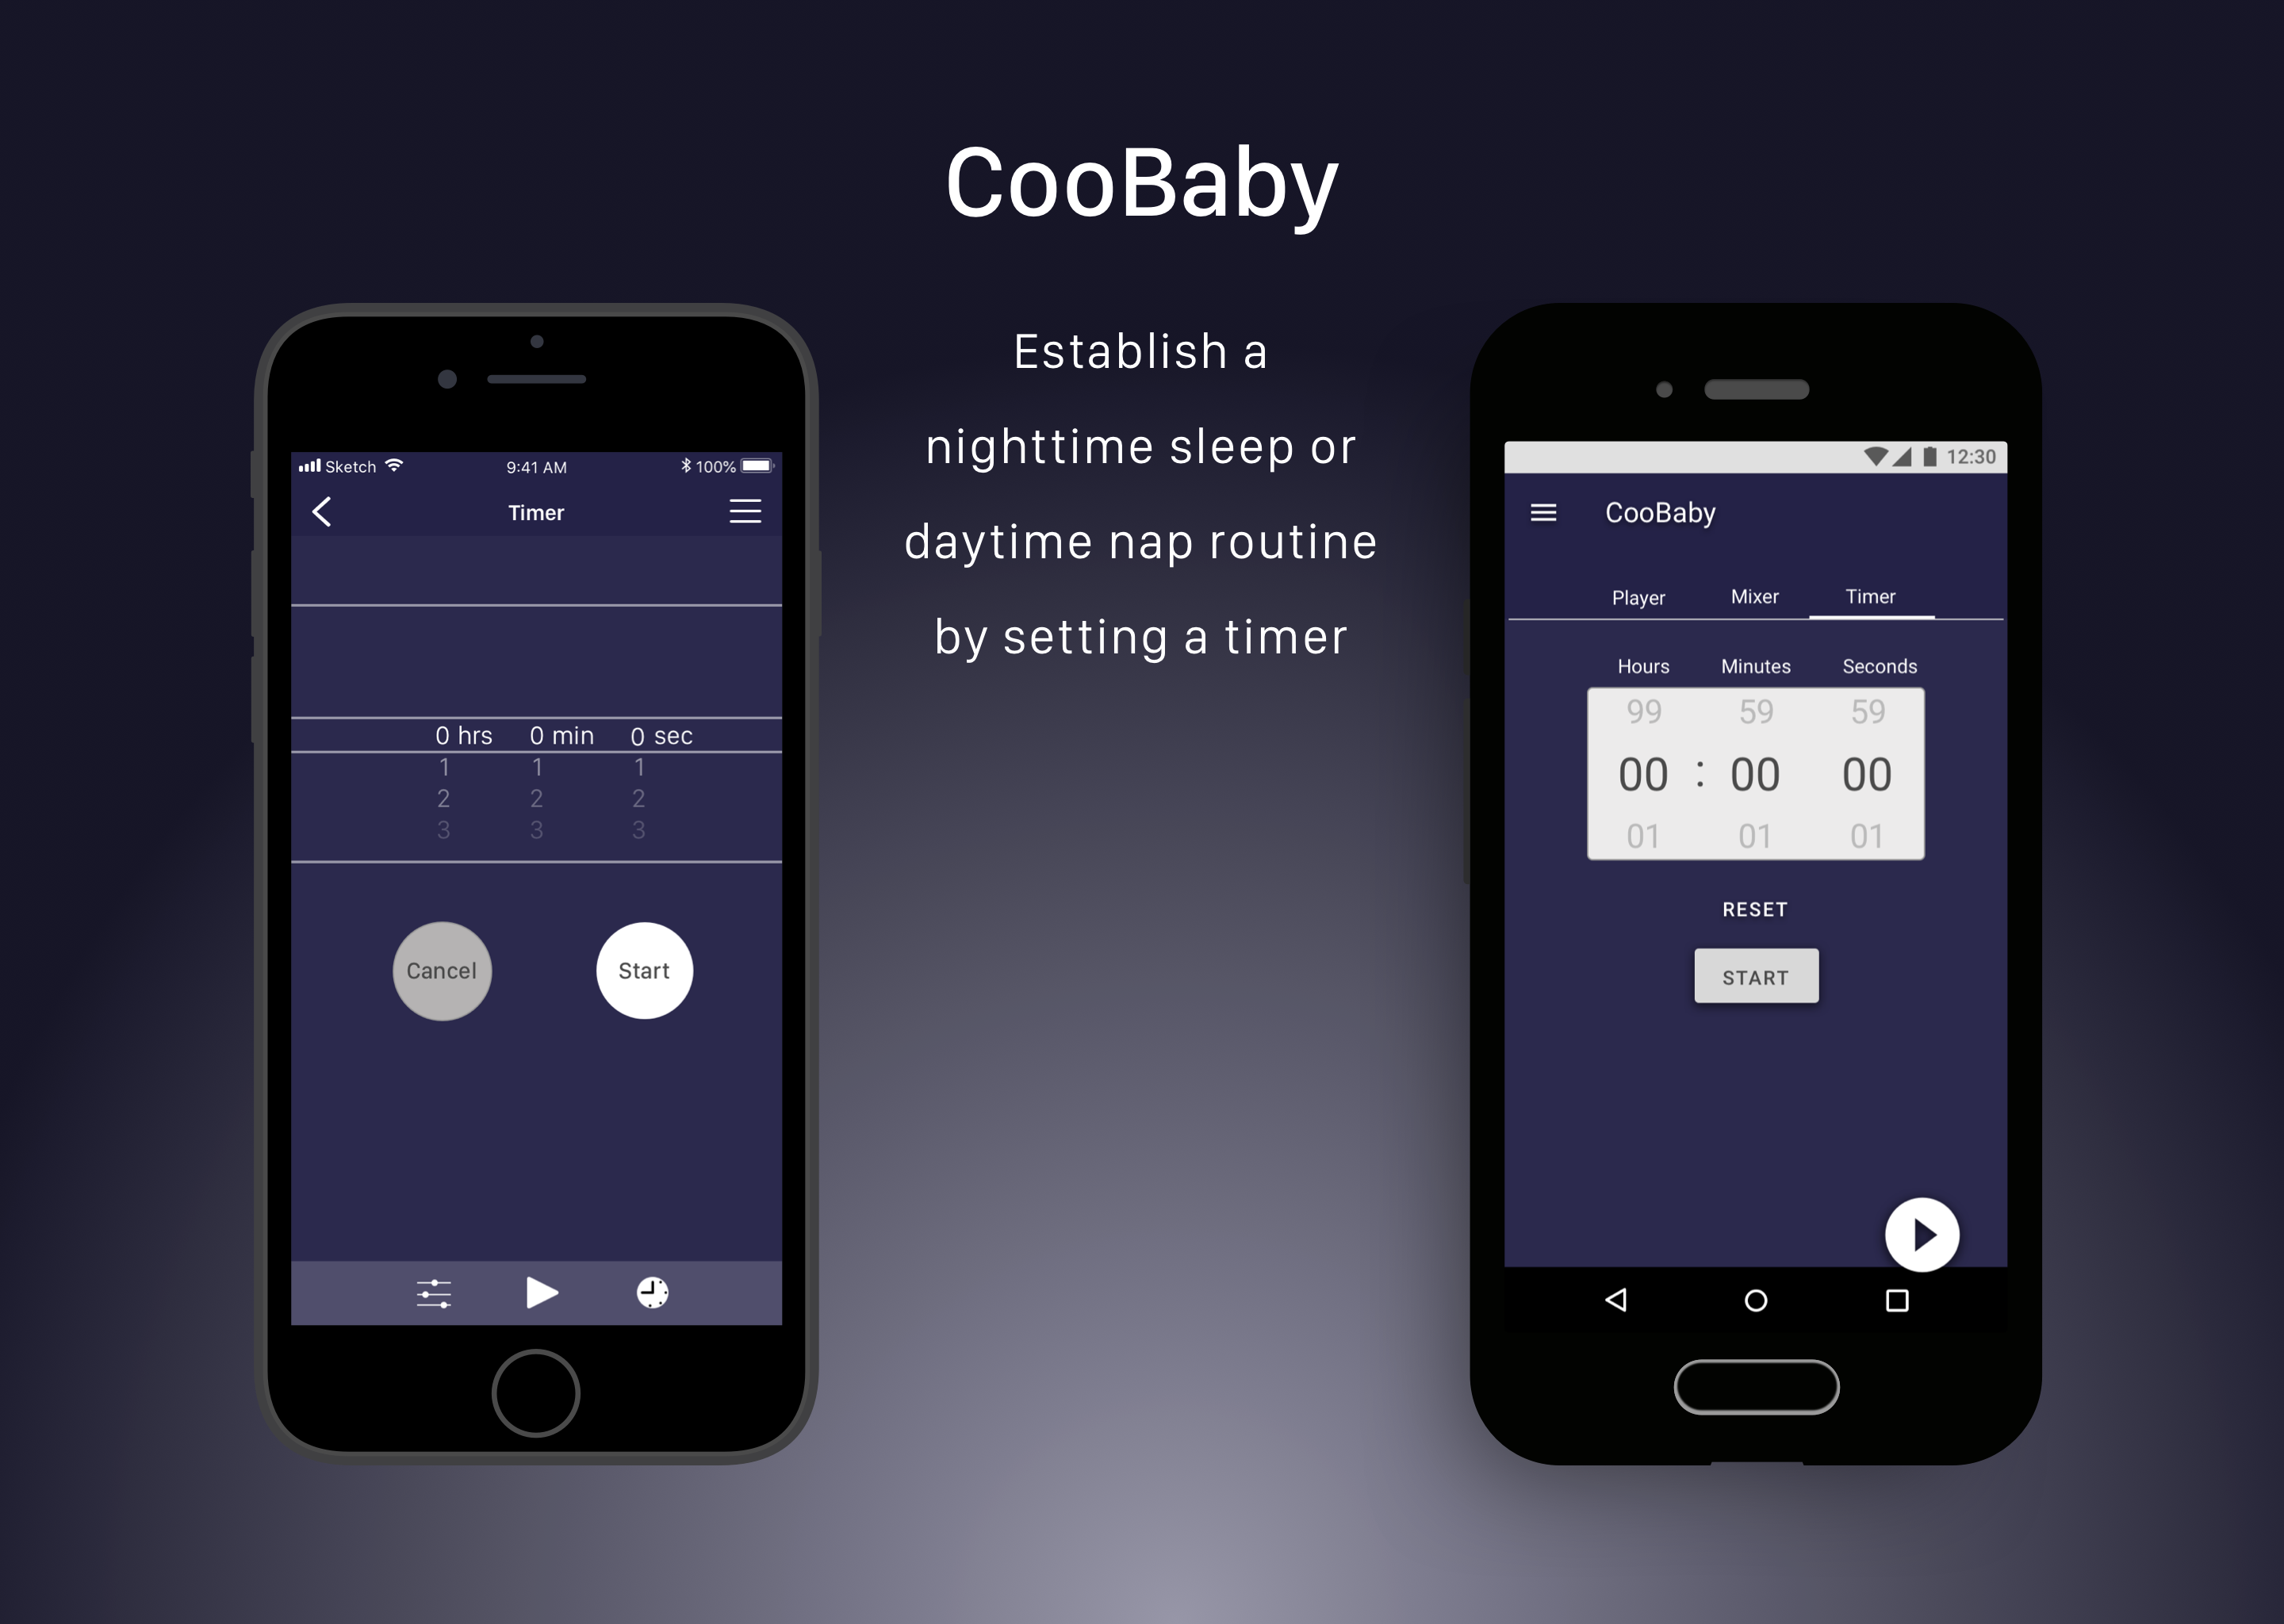 CooBaby
Establish a
nighttime sleep or
daytime nap routine
by setting a timer
Sketch 9:41 AM 100%
Timer
0 hrs 0 min 0 sec
1 1 1
2 2 2
3 3 3
Cancel Start
12:30
CooBaby
Player Mixer Timer
Hours Minutes Seconds
99 59 59
00 : 00 00
01 01 01
RESET
START